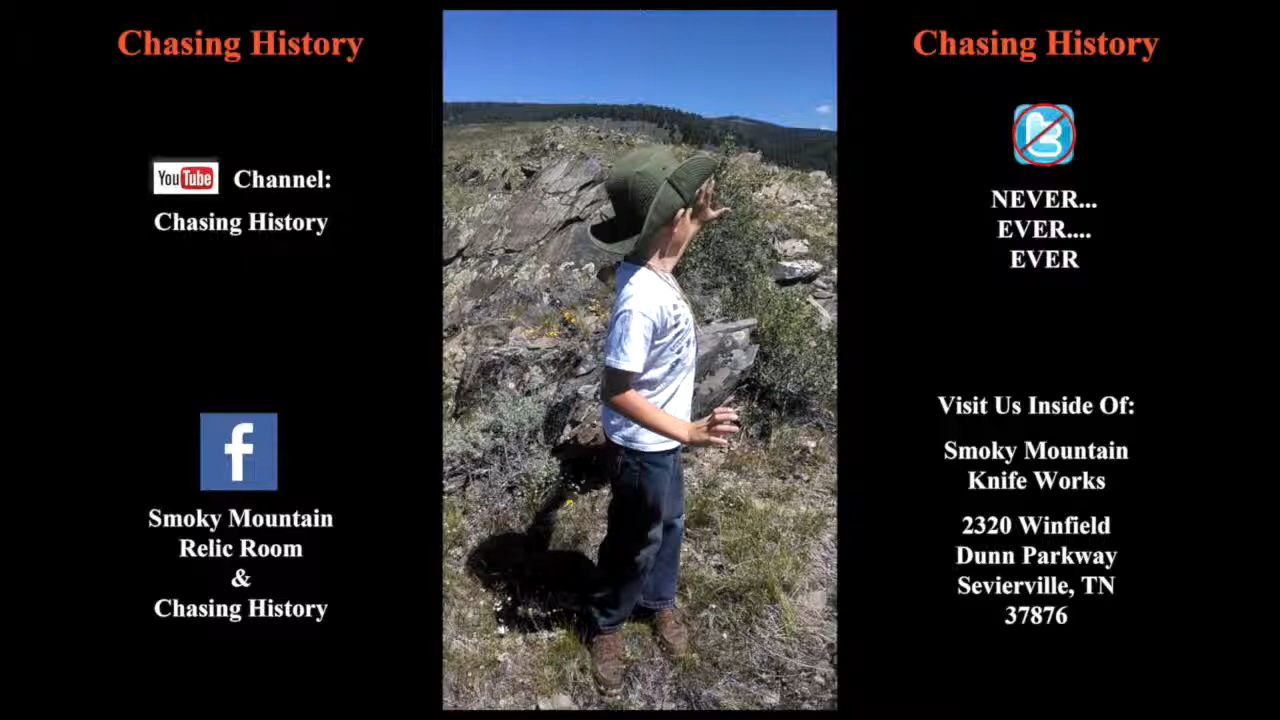 Chasing History
YouTube Channel:
Chasing History
Smoky Mountain
Relic Room
&
Chasing History
Chasing History
NEVER...
EVER....
EVER
Visit Us Inside Of:
Smoky Mountain
Knife Works
2320 Winfield
Dunn Parkway
Sevierville, TN
37876